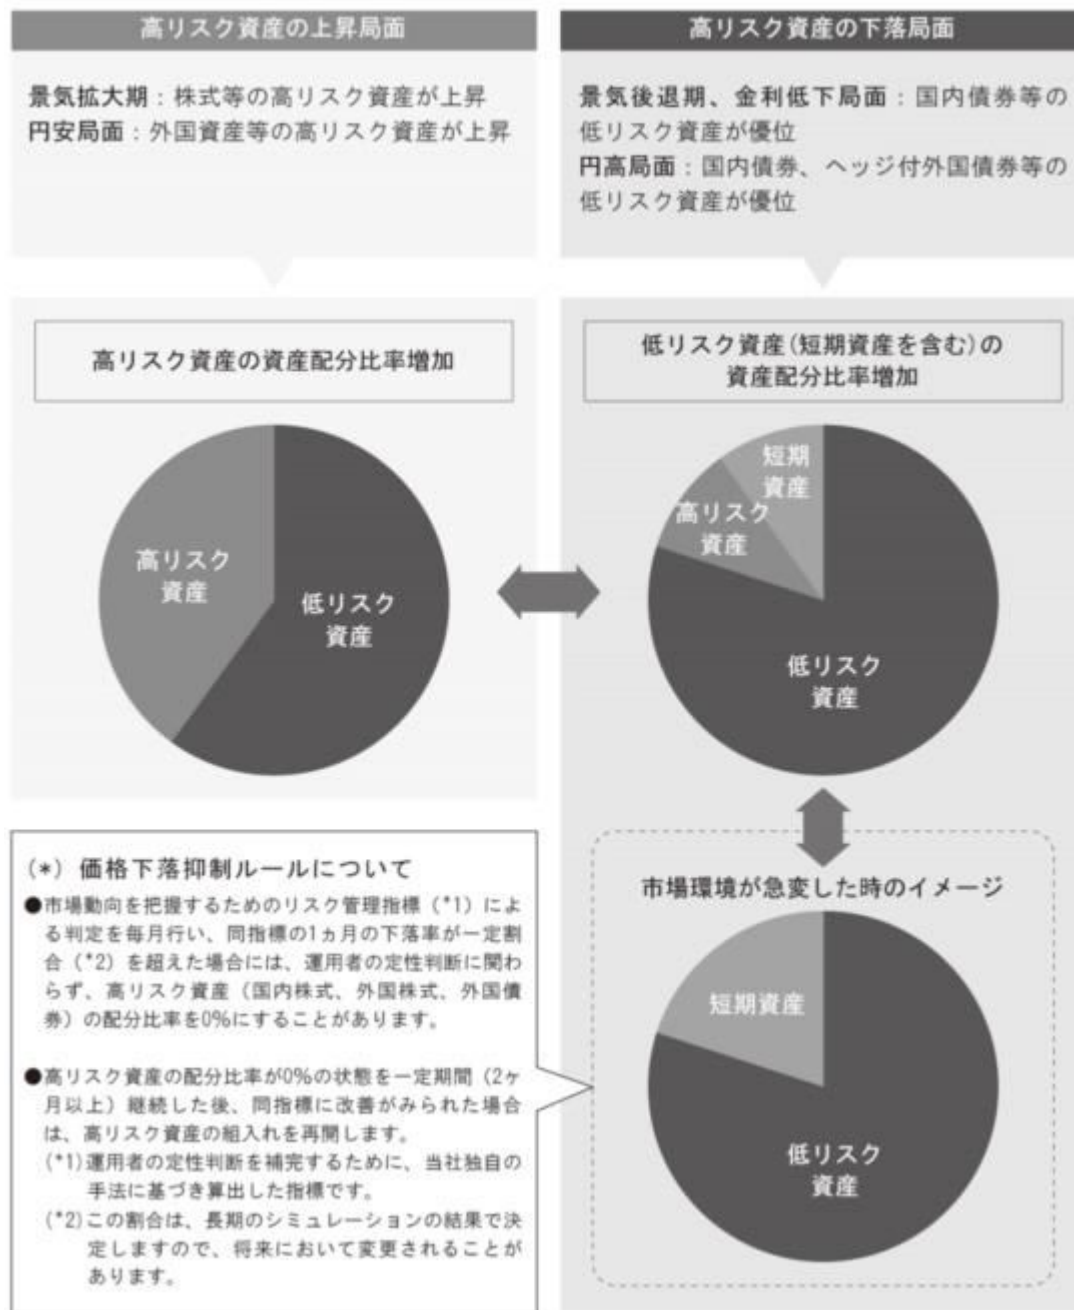 高リスク資産の上昇局面
景気拡大期：株式等の高リスク資産が上昇
円安局面：外国資産等の高リスク資産が上昇
高リスク資産の資産配分比率増加
高リスク
資産
低リスク
資産
高リスク資産の下落局面
景気後退期、金利低下局面：国内債券等の
低リスク資産が優位
円高局面：国内債券、ヘッジ付外国債券等の
低リスク資産が優位
低リスク資産(短期資産を含む)の
資産配分比率増加
短期
資産
高リスク
資産
低リスク
資産
(*) 価格下落抑制ルールについて
●市場動向を把握するためのリスク管理指標（*1）によ
る判定を毎月行い、同指標の1ヵ月の下落率が一定割
合（*2）を超えた場合には、運用者の定性判断に関わ
らず、高リスク資産（国内株式、外国株式、外国債
券）の配分比率を0%にすることがあります。
●高リスク資産の配分比率が0%の状態を一定期間（2ヶ
月以上）継続した後、同指標に改善がみられた場合
は、高リスク資産の組入れを再開します。
(*1)運用者の定性判断を補完するために、当社独自の
手法に基づき算出した指標です。
(*2)この割合は、長期のシミュレーションの結果で決
定しますので、将来において変更されることが
あります。
市場環境が急変した時のイメージ
短期資産
低リスク
資産